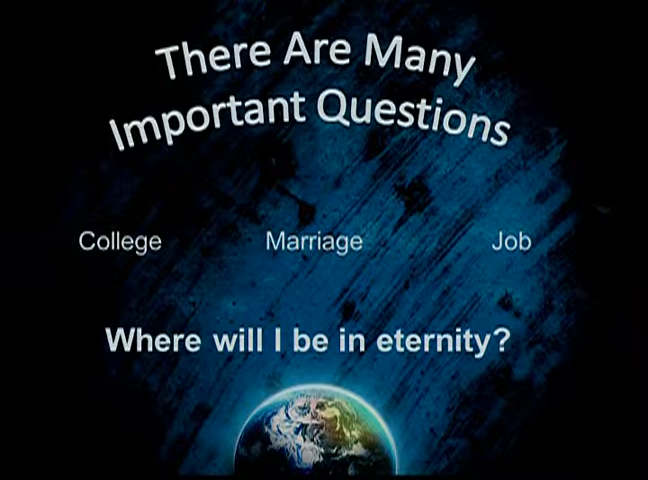 There Are Many
Important Questions
College Marriage Job
Where will I be in eternity?